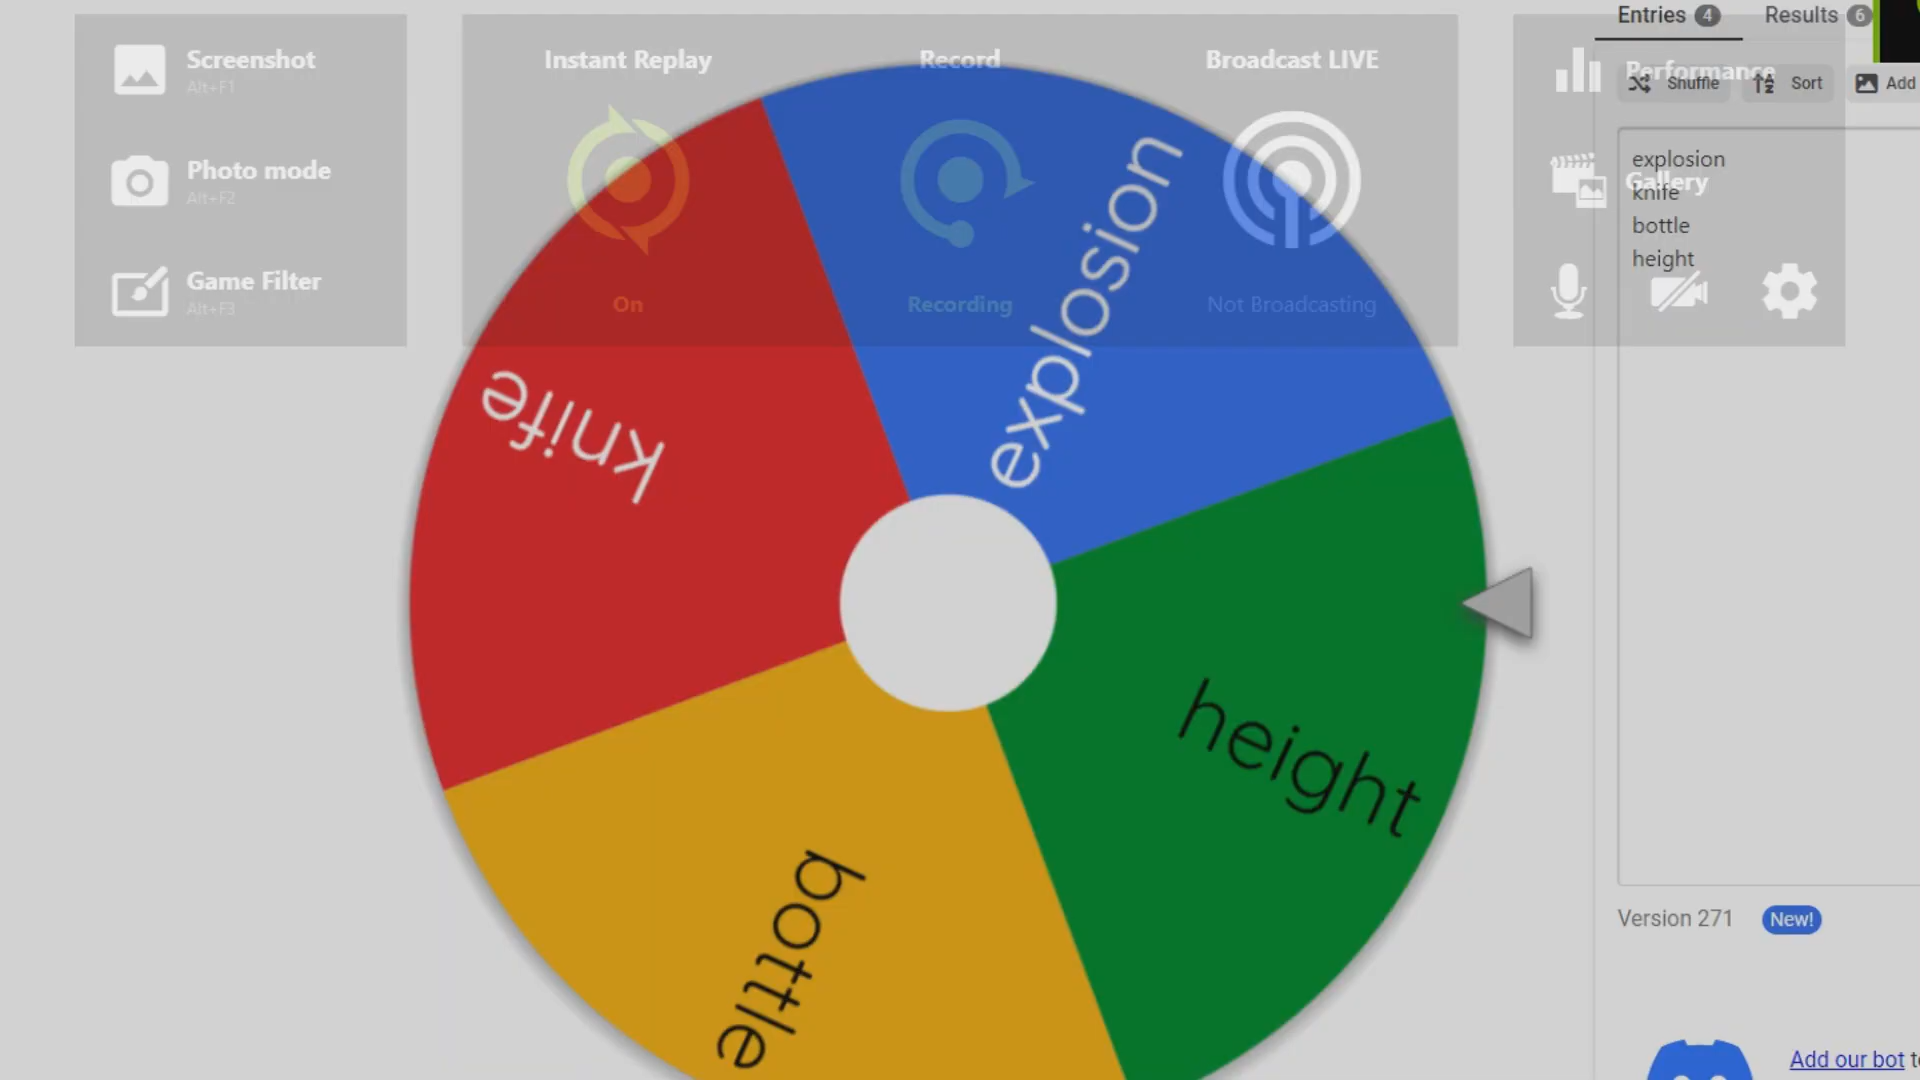 Screenshot
Alt+F1
Photo mode
Alt+F2
Game Filter
Alt+F3
Instant Replay
On
Record
Recording
Broadcast LIVE
Not Broadcasting
Entries 4
Results 6
Performance
Shuffle
Sort
Add
Gallery
explosion
knife
bottle
height
explosion
knife
height
bottle
Version 271
New!
Add our bot